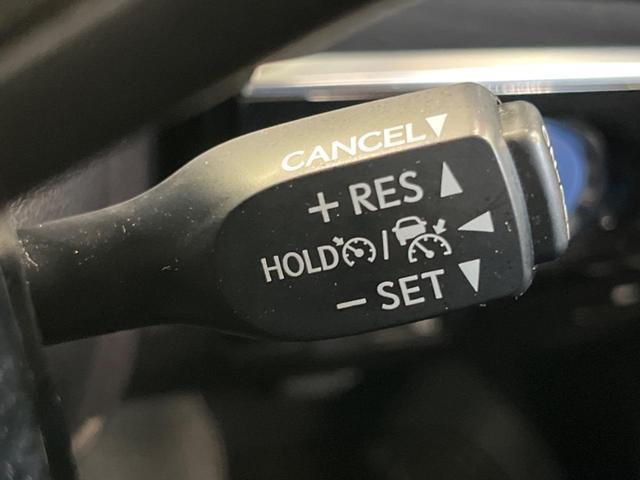 CANCEL
+ RES
HOLD /
− SET